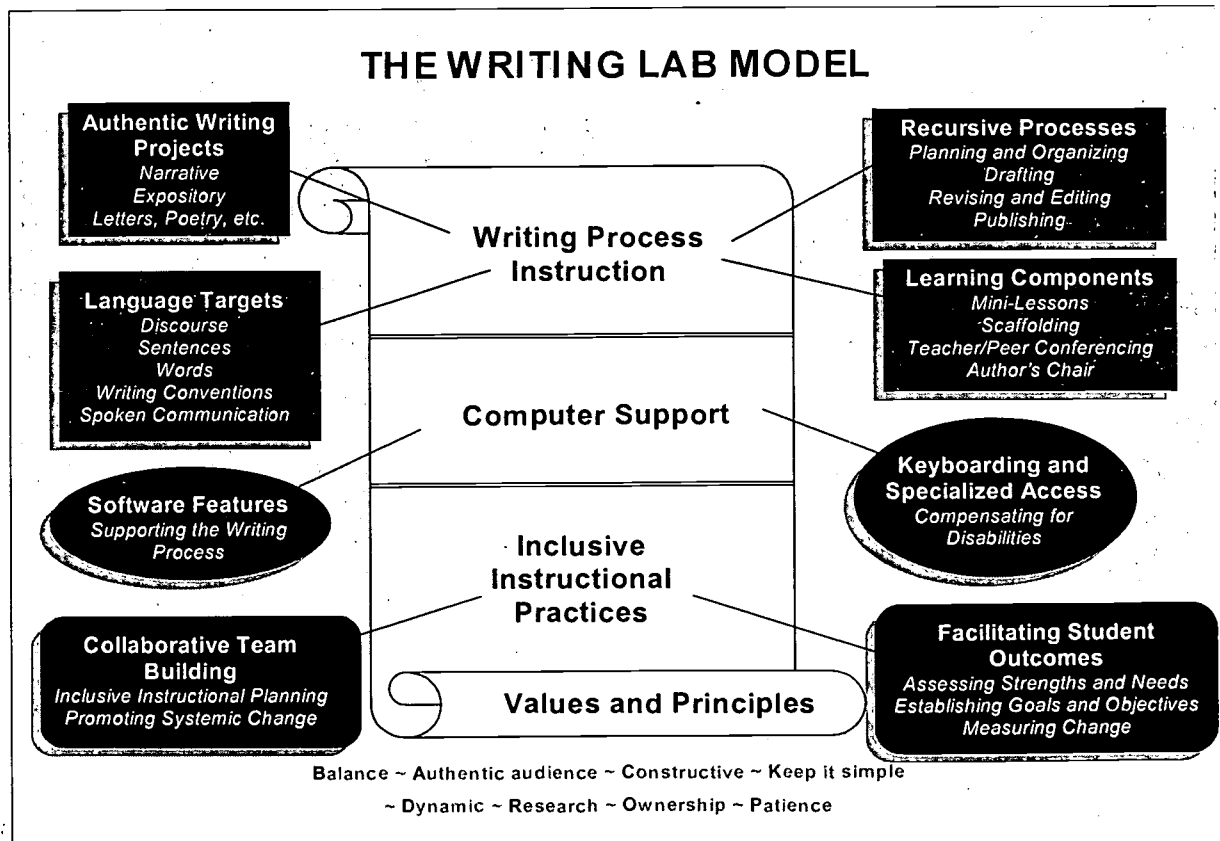 THE WRITING LAB MODEL
Authentic Writing
Projects
Narrative
Expository
Letters, Poetry, etc.
Recursive Processes
Planning and Organizing
Drafting
Revising and Editing
Publishing
Writing Process
Instruction
Language Targets
Discourse
Sentences
Words
Writing Conventions
Spoken Communication
Learning Components
Mini-Lessons
Scaffolding
Teacher/Peer Conferencing
Author's Chair
Computer Support
Software Features
Supporting the Writing
Process
Keyboarding and
Specialized Access
Compensating for
Disabilities
Inclusive
Instructional
Practices
Collaborative Team
Building
Inclusive Instructional Planning
Promoting Systemic Change
Facilitating Student
Outcomes
Assessing Strengths and Needs
Establishing Goals and Objectives
Measuring Change
Values and Principles
Balance ~ Authentic audience ~ Constructive ~ Keep it simple
~ Dynamic ~ Research ~ Ownership ~ Patience